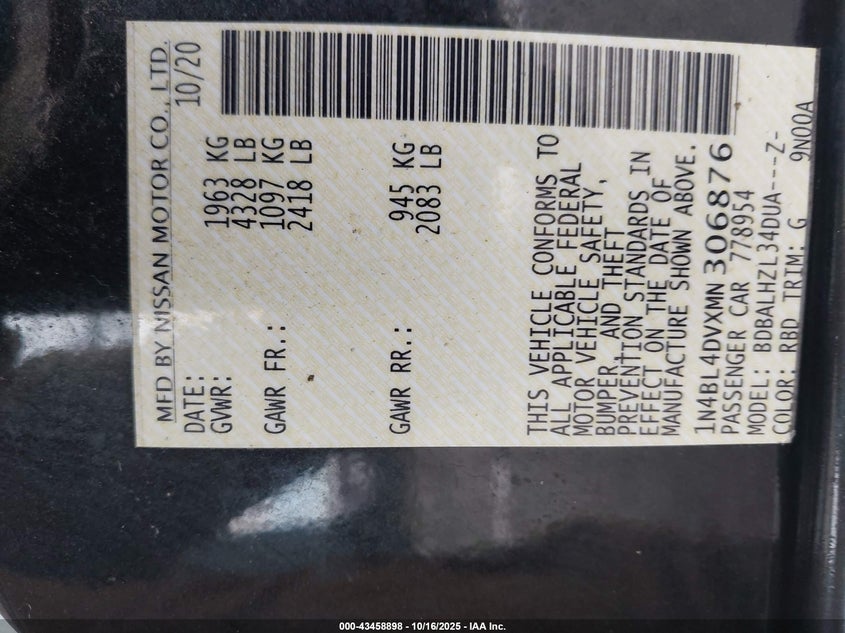 MFD BY NISSAN MOTOR CO., LTD.
DATE: 10/20
GVWR: 1963 KG
4328 LB
GAWR FR.: 1097 KG
2418 LB
GAWR RR.: 945 KG
2083 LB
THIS VEHICLE CONFORMS TO
ALL APPLICABLE FEDERAL
MOTOR VEHICLE SAFETY,
BUMPER, AND THEFT
PREVENTION STANDARDS IN
EFFECT ON THE DATE OF
MANUFACTURE SHOWN ABOVE.
1N4BL4DVXMN306876
PASSENGER CAR 778954
MODEL: BDBALHZL34DUA---Z-
COLOR: RBD TRIM: G 9N00A
000-43458898 - 10/16/2025 - IAA Inc.